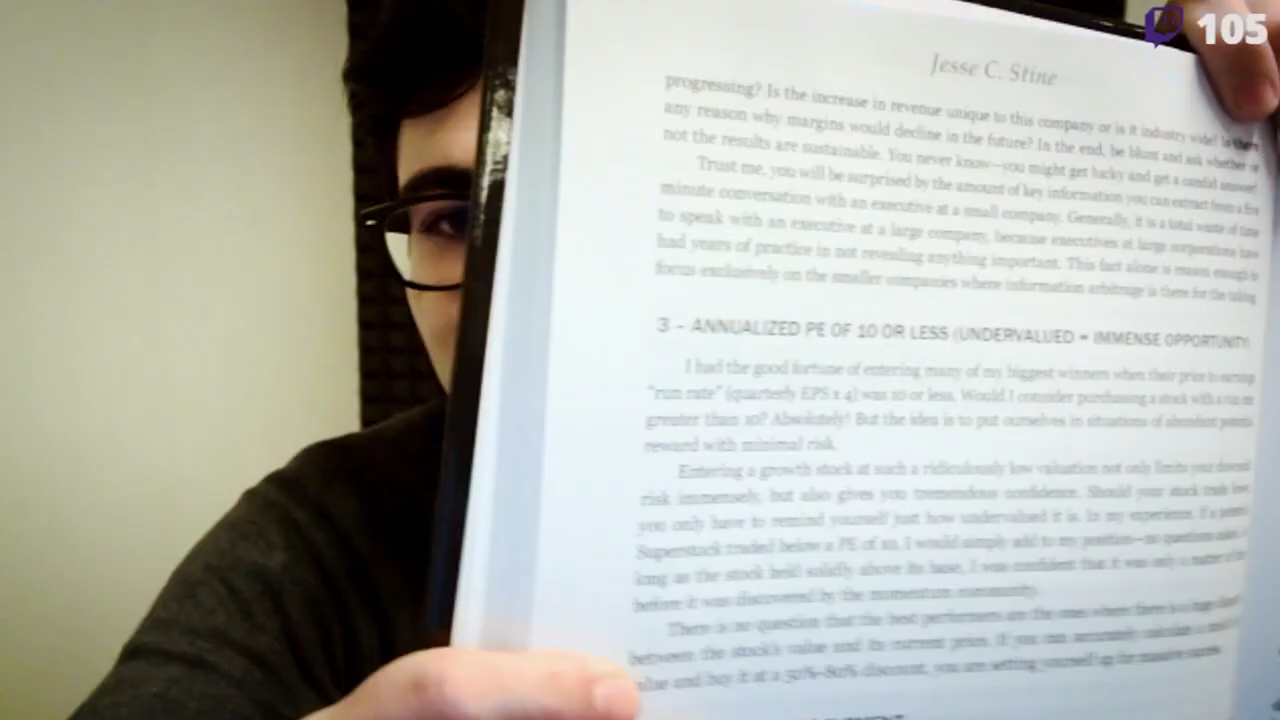 105
Jesse C. Stine
progressing? Is the increase in revenue unique to this company or is it industry wide? Is there
any reason why margins would decline in the future? In the end, be blunt and ask whether or
not the results are sustainable. You never know—you might get lucky and get a candid answer!
Trust me, you will be surprised by the amount of key information you can extract from a five
minute conversation with an executive at a small company. Generally, it is a total waste of time
to speak with an executive at a large company, because executives at large corporations have
had years of practice in not revealing anything important. This fact alone is reason enough to
focus exclusively on the smaller companies where information arbitrage is there for the taking
3 – ANNUALIZED PE OF 10 OR LESS (UNDERVALUED = IMMENSE OPPORTUNITY)
I had the good fortune of entering many of my biggest winners when their price to earnings
"run rate" (quarterly EPS x 4) was 10 or less. Would I consider purchasing a stock with a run rate
greater than 10? Absolutely! But the idea is to put ourselves in situations of abundant potential
reward with minimal risk.
Entering a growth stock at such a ridiculously low valuation not only limits your
risk immensely, but also gives you tremendous confidence. Should your stock trade lower
you only have to remind yourself just how undervalued it is. In my experience, if a
Superstock traded below a PE of 10, I would simply add to my position—no questions
long as the stock held solidly above its base, I was confident that it was only a matter of
before it was discovered by the momentum community.
There is no question that the best performers are the ones where there is a huge
between the stock's value and its current price. If you can accurately calculate a
value and buy it at a 50%-80% discount, you are setting yourself up for massive